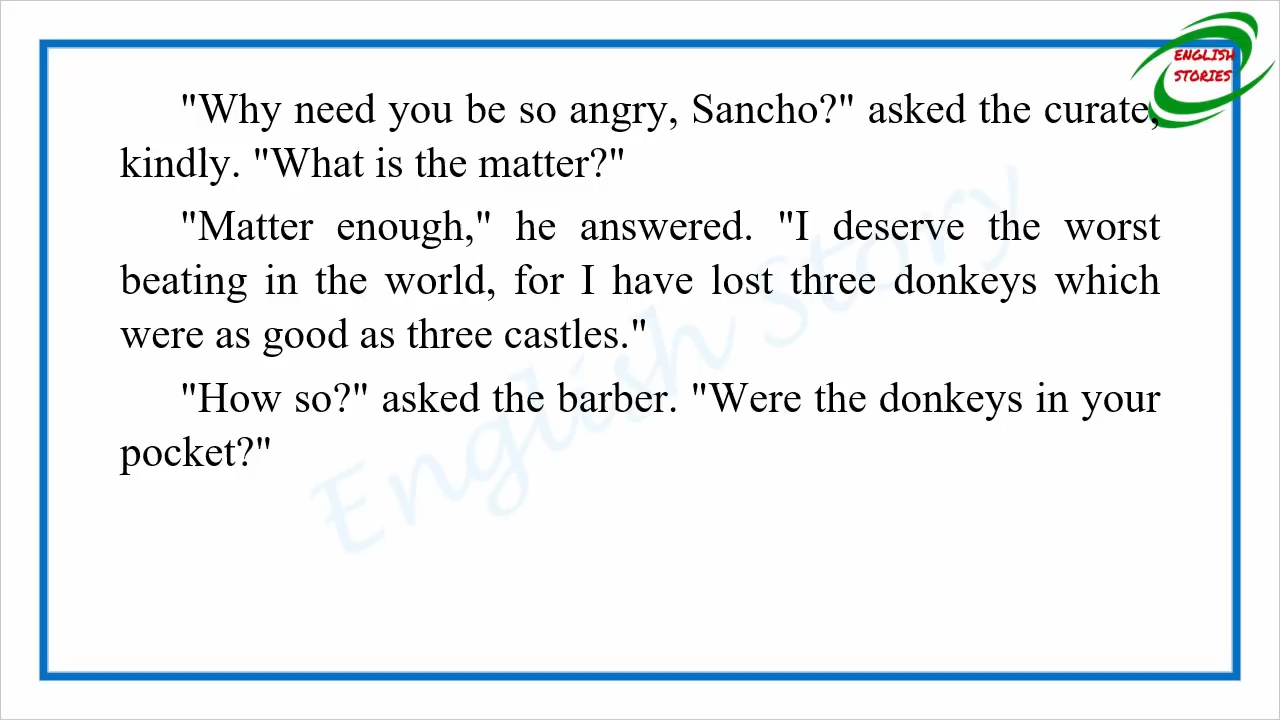 ENGLISH
STORIES
"Why need you be so angry, Sancho?" asked the curate,
kindly. "What is the matter?"
"Matter enough," he answered. "I deserve the worst
beating in the world, for I have lost three donkeys which
were as good as three castles."
"How so?" asked the barber. "Were the donkeys in your
pocket?"
English Story